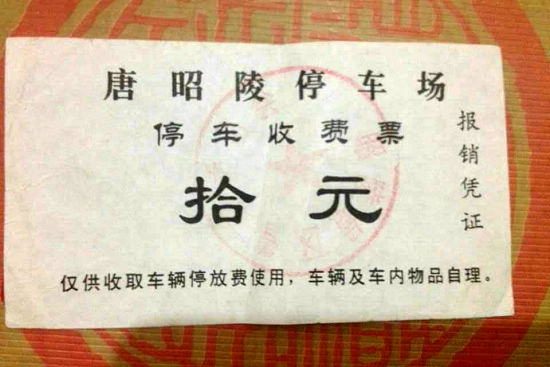 唐昭陵停车场
停车收费票
拾元
报销凭证
仅供收取车辆停放费使用，车辆及车内物品自理。